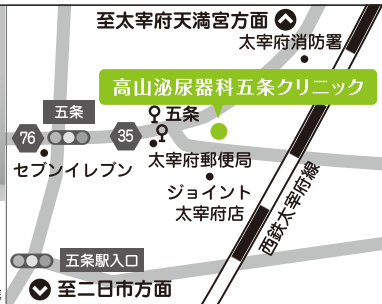 至太宰府天満宮方面
太宰府消防署
高山泌尿器科五条クリニック
五条
五条
76
35
セブンイレブン
太宰府郵便局
ジョイント
太宰府店
西鉄太宰府線
五条駅入口
至二日市方面